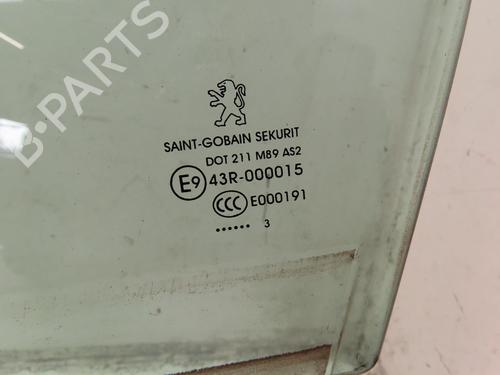 B-PARTS
SAINT-GOBAIN SEKURIT
DOT 211 M89 AS2
E9 43R-000015
CCC E000191
...... 3